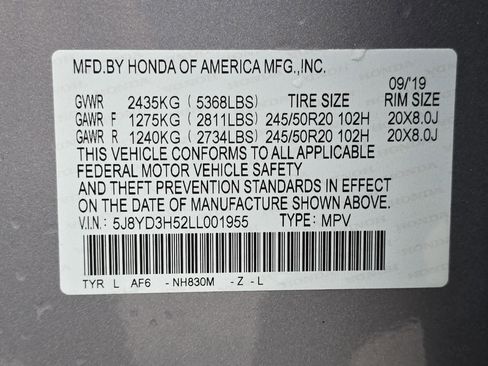 MFD.BY HONDA OF AMERICA MFG.,INC.
09/'19
GVWR 2435KG (5368LBS) TIRE SIZE RIM SIZE
GAWR F 1275KG (2811LBS) 245/50R20 102H 20X8.0J
GAWR R 1240KG (2734LBS) 245/50R20 102H 20X8.0J
THIS VEHICLE CONFORMS TO ALL APPLICABLE
FEDERAL MOTOR VEHICLE SAFETY
AND THEFT PREVENTION STANDARDS IN EFFECT
ON THE DATE OF MANUFACTURE SHOWN ABOVE.
V.I.N.: 5J8YD3H52LL001955 TYPE: MPV
TYR L AF6 -NH830M -Z -L